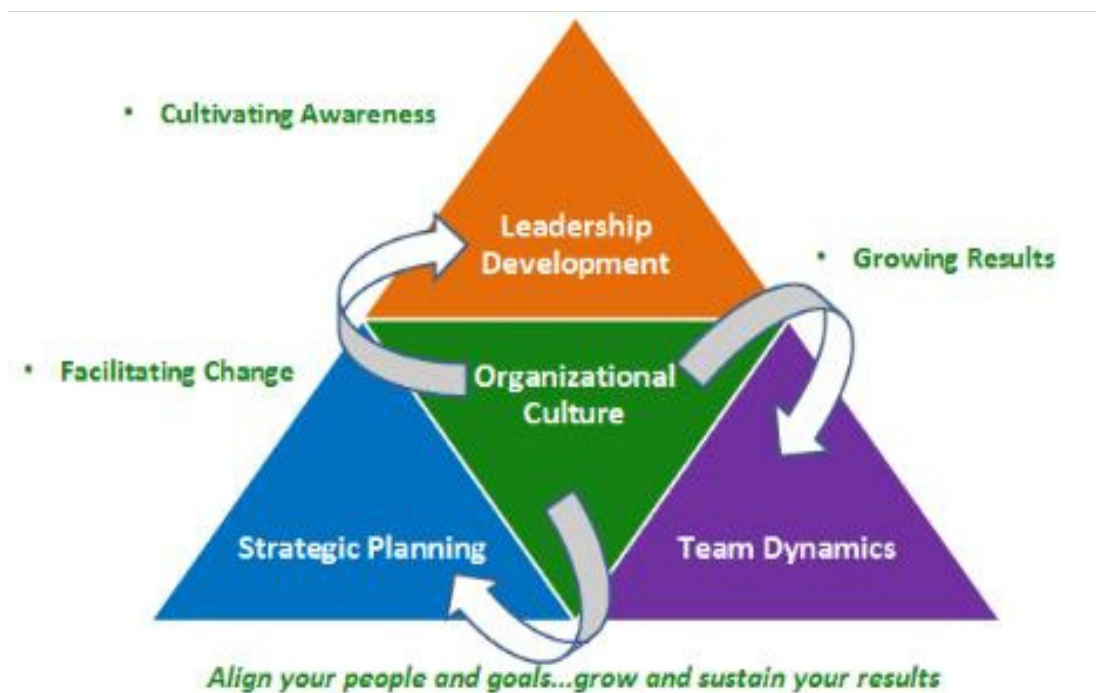 • Cultivating Awareness
Leadership
Development
• Growing Results
• Facilitating Change
Organizational
Culture
Strategic Planning
Team Dynamics
Align your people and goals...grow and sustain your results